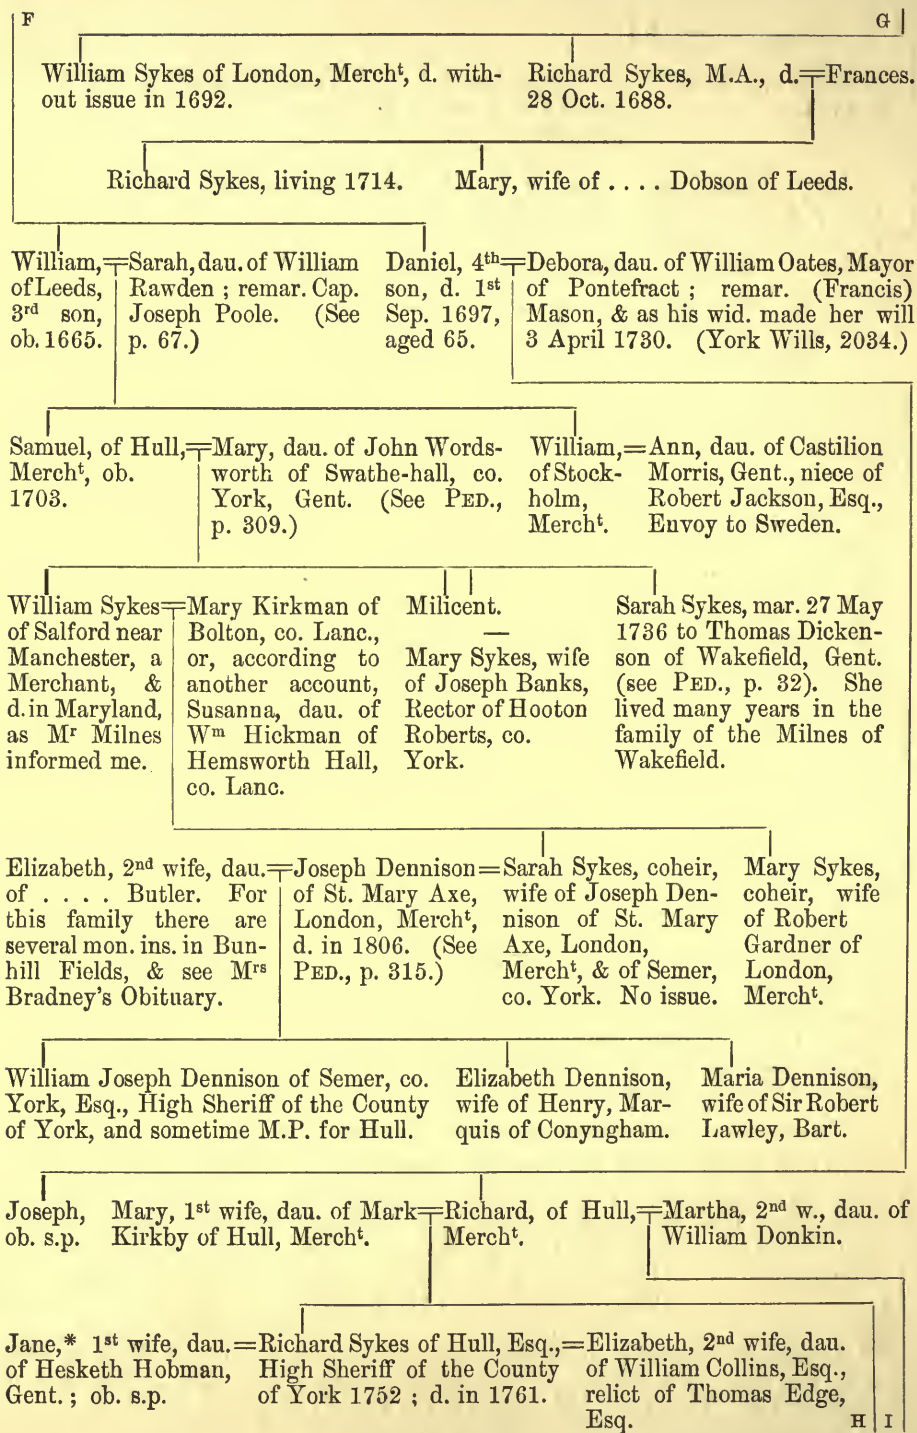 F G
William Sykes of London, Mercht, d. with-
out issue in 1692.
Richard Sykes, M.A., d.=Frances.
28 Oct. 1688.
Richard Sykes, living 1714.
Mary, wife of .... Dobson of Leeds.
William,
of Leeds,
3rd son,
ob. 1665.
=Sarah, dau. of William
Rawden ; remar. Cap.
Joseph Poole. (See
p. 67.)
Daniel, 4th
son, d. 1st
Sep. 1697,
aged 65.
=Debora, dau. of William Oates, Mayor
of Pontefract ; remar. (Francis)
Mason, & as his wid. made her will
3 April 1730. (York Wills, 2034.)
Samuel, of Hull,
Mercht, ob.
1703.
=Mary, dau. of John Words-
worth of Swathe-hall, co.
York, Gent. (See PED.,
p. 309.)
William,
of Stock-
holm,
Mercht.
=Ann, dau. of Castilion
Morris, Gent., niece of
Robert Jackson, Esq.,
Envoy to Sweden.
William Sykes
of Salford near
Manchester, a
Merchant, &
d. in Maryland,
as Mr Milnes
informed me.
=Mary Kirkman of
Bolton, co. Lanc.,
or, according to
another account,
Susanna, dau. of
Wm Hickman of
Hemsworth Hall,
co. Lanc.
Milicent.
—
Mary Sykes, wife
of Joseph Banks,
Rector of Hooton
Roberts, co.
York.
Sarah Sykes, mar. 27 May
1736 to Thomas Dicken-
son of Wakefield, Gent.
(see PED., p. 32). She
lived many years in the
family of the Milnes of
Wakefield.
Elizabeth, 2nd wife, dau.
of .... Butler. For
this family there are
several mon. ins. in Bun-
hill Fields, & see Mrs
Bradney's Obituary.
=Joseph Dennison
of St. Mary Axe,
London, Mercht,
d. in 1806. (See
PED., p. 315.)
=Sarah Sykes, coheir,
wife of Joseph Den-
nison of St. Mary
Axe, London,
Mercht, & of Semer,
co. York. No issue.
Mary Sykes,
coheir, wife
of Robert
Gardner of
London,
Mercht.
William Joseph Dennison of Semer, co.
York, Esq., High Sheriff of the County
of York, and sometime M.P. for Hull.
Elizabeth Dennison,
wife of Henry, Mar-
quis of Conyngham.
Maria Dennison,
wife of Sir Robert
Lawley, Bart.
Joseph,
ob. s.p.
Mary, 1st wife, dau. of Mark
Kirkby of Hull, Mercht.
=Richard, of Hull,
Mercht.
=Martha, 2nd w., dau. of
William Donkin.
Jane,* 1st wife, dau.
of Hesketh Hobman,
Gent. ; ob. s.p.
=Richard Sykes of Hull, Esq.,
High Sheriff of the County
of York 1752 ; d. in 1761.
=Elizabeth, 2nd wife, dau.
of William Collins, Esq.,
relict of Thomas Edge,
Esq.
H I